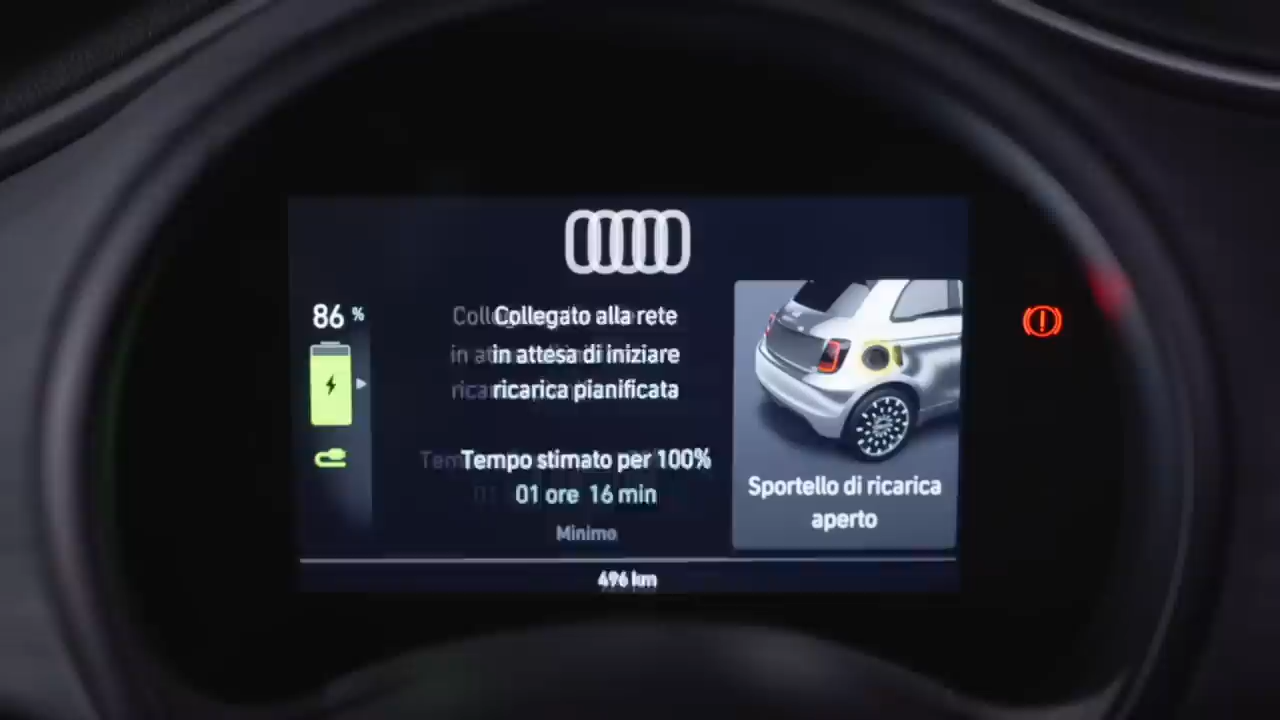 86 %
Collegato alla rete
in attesa di iniziare
ricarica pianificata
Tempo stimato per 100%
01 ore 16 min
Minimo
Sportello di ricarica
aperto
496 km